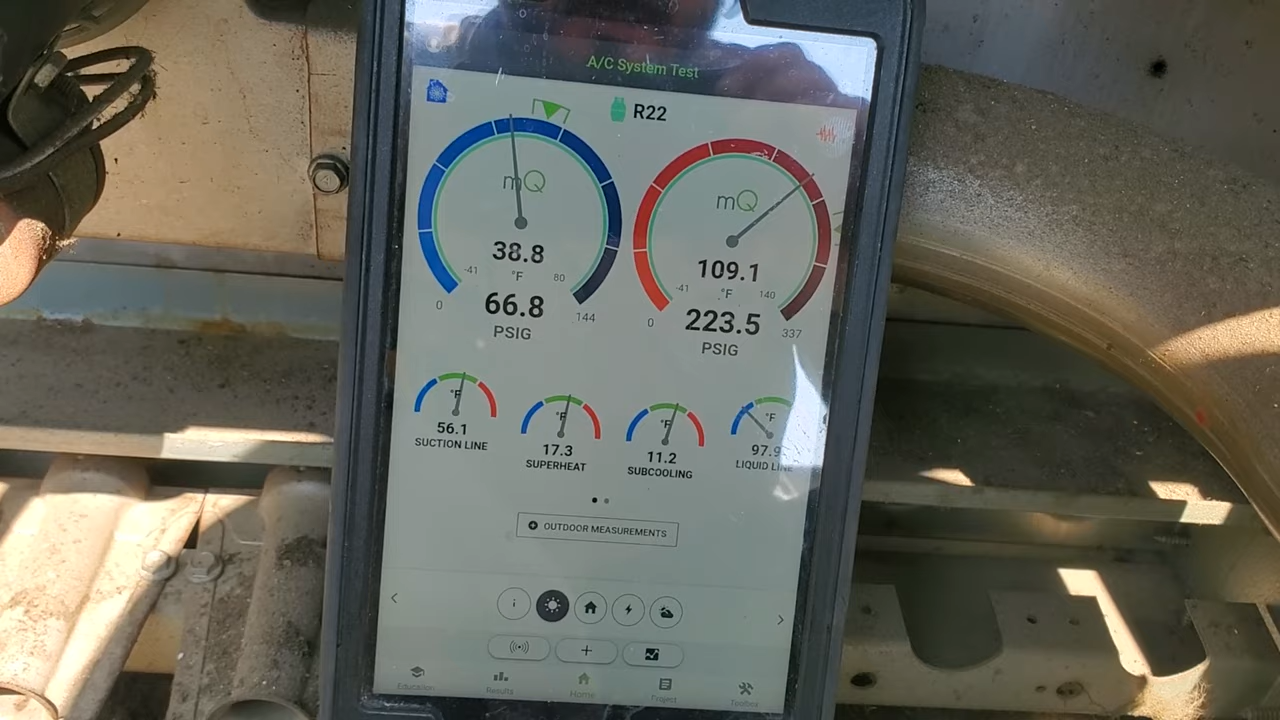 A/C System Test
R22
mQ
38.8
°F
-41
80
0
144
66.8
PSIG
mQ
109.1
°F
-41
140
0
337
223.5
PSIG
°F
56.1
SUCTION LINE
°F
17.3
SUPERHEAT
°F
11.2
SUBCOOLING
°F
97.9
LIQUID LINE
OUTDOOR MEASUREMENTS
Education
Results
Home
Project
Toolbox